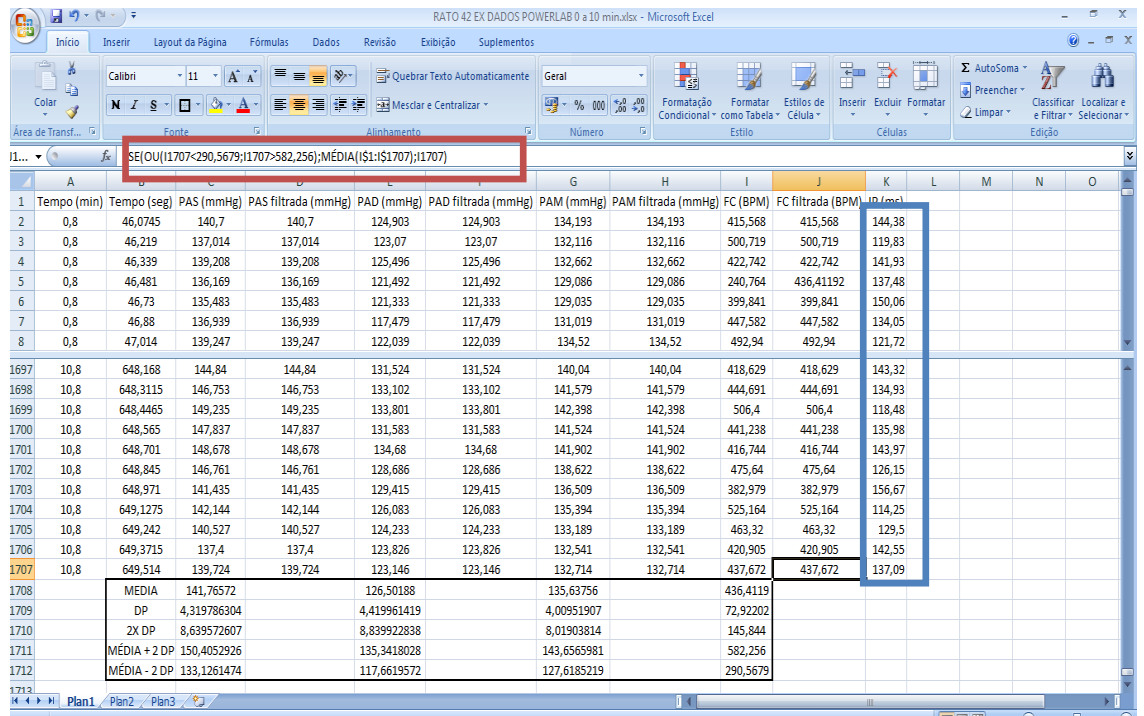 RATO 42 EX DADOS POWERLAB 0 a 10 min.xlsx - Microsoft Excel
Início Inserir Layout da Página Fórmulas Dados Revisão Exibição Suplementos
Colar
Calibri 11 A A
N I S A
Quebrar Texto Automaticamente
Mesclar e Centralizar
Geral
% 000 ,0 ,00 ,00 ,0
Formatação Condicional
Formatar como Tabela
Estilos de Célula
Inserir Excluir Formatar
Σ AutoSoma
Preencher
Limpar
Classificar e Filtrar
Localizar e Selecionar
Área de Transf... Fonte Alinhamento Número Estilo Células Edição
J1... fx SE(OU(I1707<290,5679;I1707>582,256);MÉDIA(I$1:I$1707);I1707)
A B C D E F G H I J K L M N O
1 Tempo (min) Tempo (seg) PAS (mmHg) PAS filtrada (mmHg) PAD (mmHg) PAD filtrada (mmHg) PAM (mmHg) PAM filtrada (mmHg) FC (BPM) FC filtrada (BPM) IP (ms)
2 0,8 46,0745 140,7 140,7 124,903 124,903 134,193 134,193 415,568 415,568 144,38
3 0,8 46,219 137,014 137,014 123,07 123,07 132,116 132,116 500,719 500,719 119,83
4 0,8 46,339 139,208 139,208 125,496 125,496 132,662 132,662 422,742 422,742 141,93
5 0,8 46,481 136,169 136,169 121,492 121,492 129,086 129,086 240,764 436,41192 137,48
6 0,8 46,73 135,483 135,483 121,333 121,333 129,035 129,035 399,841 399,841 150,06
7 0,8 46,88 136,939 136,939 117,479 117,479 131,019 131,019 447,582 447,582 134,05
8 0,8 47,014 139,247 139,247 122,039 122,039 134,52 134,52 492,94 492,94 121,72
1697 10,8 648,168 144,84 144,84 131,524 131,524 140,04 140,04 418,629 418,629 143,32
1698 10,8 648,3115 146,753 146,753 133,102 133,102 141,579 141,579 444,691 444,691 134,93
1699 10,8 648,4465 149,235 149,235 133,801 133,801 142,398 142,398 506,4 506,4 118,48
1700 10,8 648,565 147,837 147,837 131,583 131,583 141,524 141,524 441,238 441,238 135,98
1701 10,8 648,701 148,678 148,678 134,68 134,68 141,902 141,902 416,744 416,744 143,97
1702 10,8 648,845 146,761 146,761 128,686 128,686 138,622 138,622 475,64 475,64 126,15
1703 10,8 648,971 141,435 141,435 129,415 129,415 136,509 136,509 382,979 382,979 156,67
1704 10,8 649,1275 142,144 142,144 126,083 126,083 135,394 135,394 525,164 525,164 114,25
1705 10,8 649,242 140,527 140,527 124,233 124,233 133,189 133,189 463,32 463,32 129,5
1706 10,8 649,3715 137,4 137,4 123,826 123,826 132,541 132,541 420,905 420,905 142,55
1707 10,8 649,514 139,724 139,724 123,146 123,146 132,714 132,714 437,672 437,672 137,09
1708 MEDIA 141,76572 126,50188 135,63756 436,4119
1709 DP 4,319786304 4,419961419 4,00951907 72,92202
1710 2X DP 8,639572607 8,839922838 8,01903814 145,844
1711 MÉDIA + 2 DP 150,4052926 135,3418028 143,6565981 582,256
1712 MÉDIA - 2 DP 133,1261474 117,6619572 127,6185219 290,5679
1713
Plan1 Plan2 Plan3